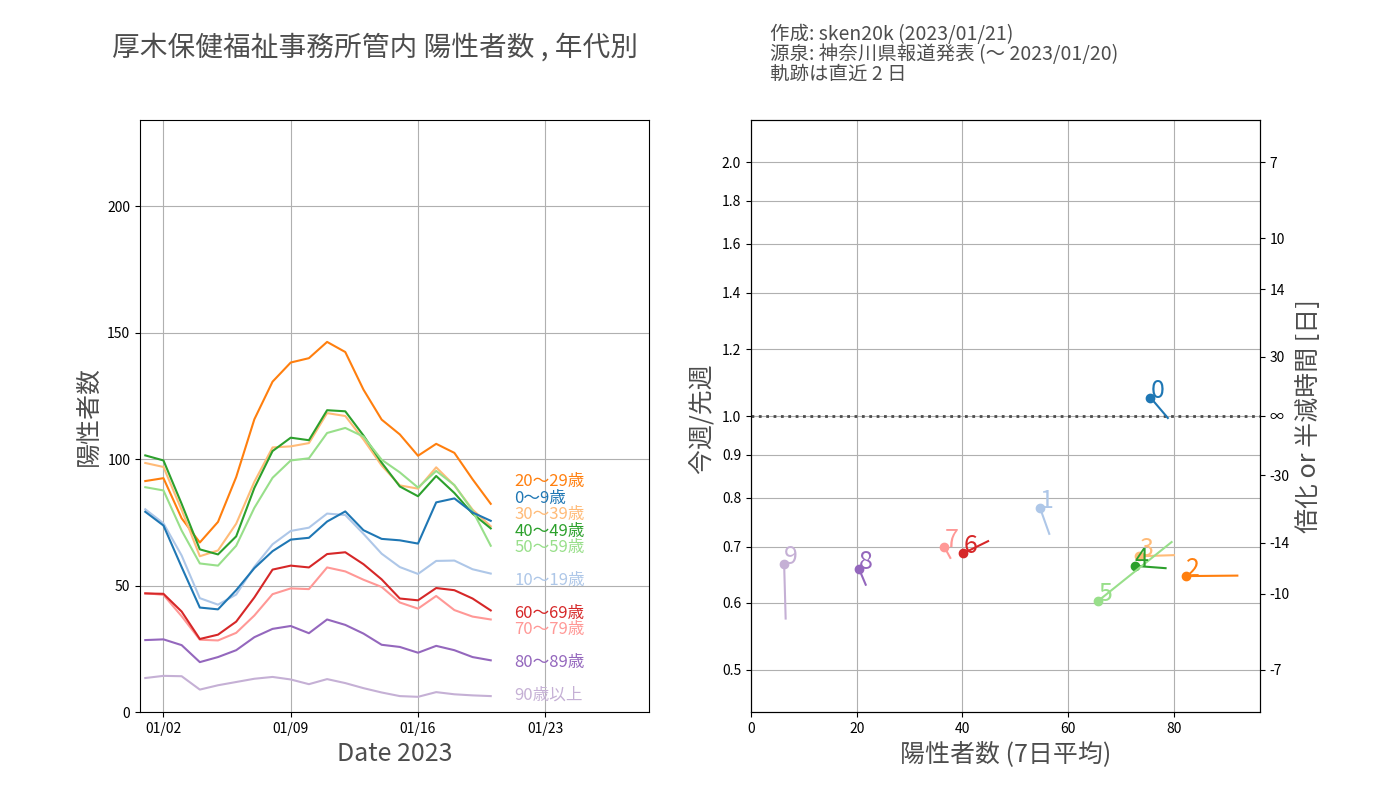 厚木保健福祉事務所管内 陽性者数 , 年代別
作成: sken20k (2023/01/21)
源泉: 神奈川県報道発表 (～ 2023/01/20)
軌跡は直近 2 日
陽性者数
200
150
100
50
0
01/02
01/09
01/16
01/23
Date 2023
20～29歳
0～9歳
30～39歳
40～49歳
50～59歳
10～19歳
60～69歳
70～79歳
80～89歳
90歳以上
今週/先週
2.0
1.8
1.6
1.4
1.2
1.0
0.9
0.8
0.7
0.6
0.5
0
20
40
60
80
陽性者数 (7日平均)
0
1
7
6
3
4
9
8
2
5
7
10
14
30
∞
-30
-14
-10
-7
倍化 or 半減時間 [日]